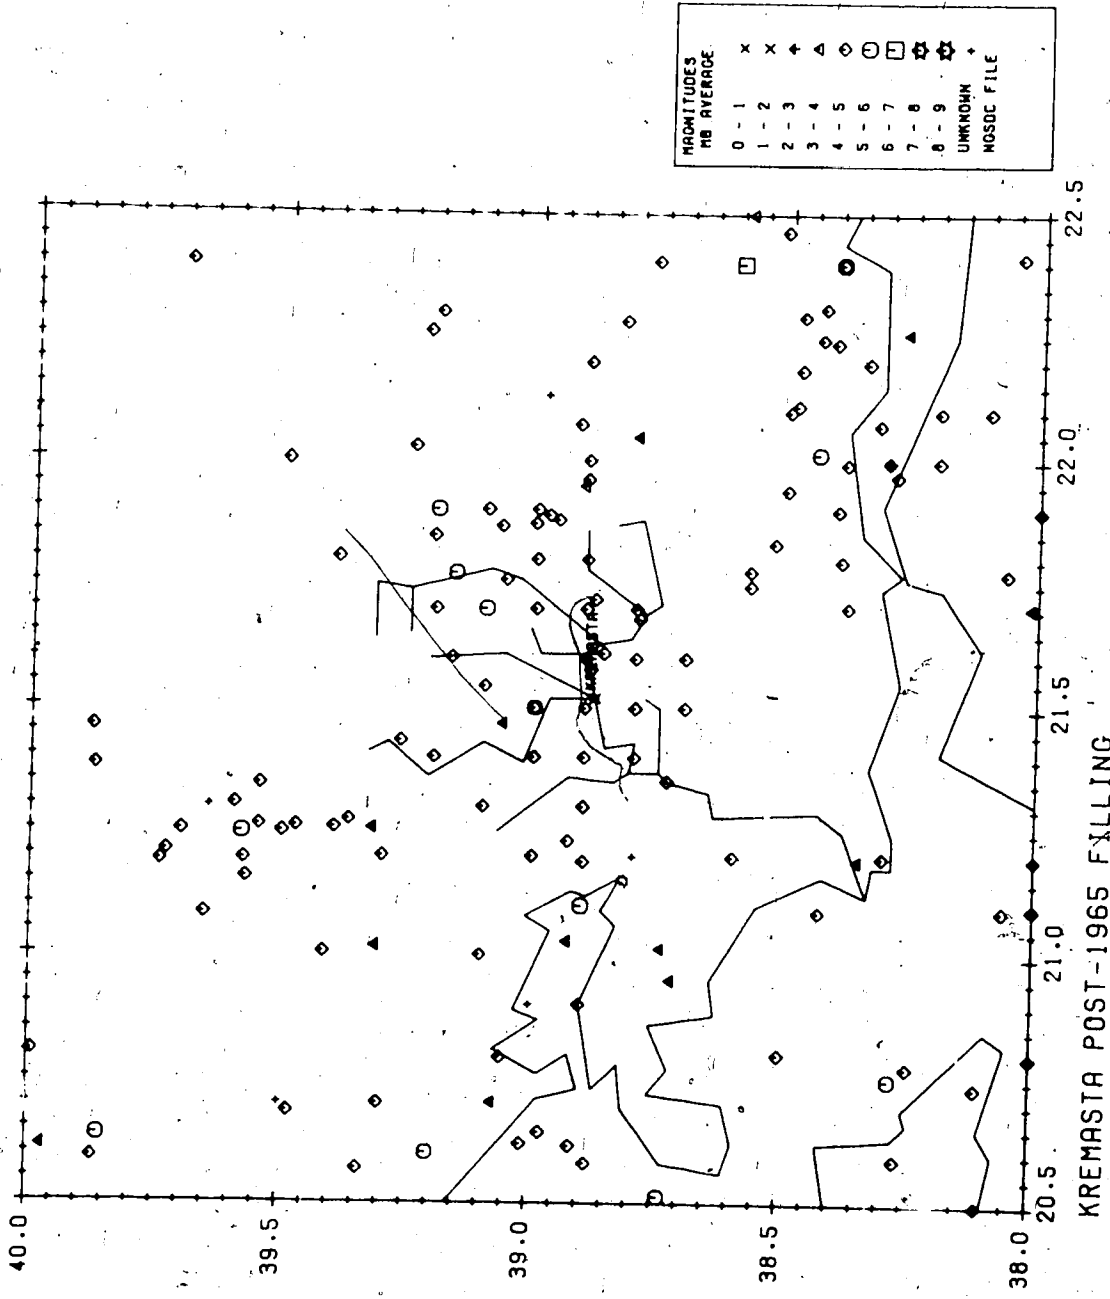 MAGNITUDES
MB AVERAGE
0 - 1
1 - 2
2 - 3
3 - 4
4 - 5
5 - 6
6 - 7
7 - 8
8 - 9
UNKNOWN
NGSDC FILE
40.0
39.5
39.0
38.5
38.0
20.5
21.0
21.5
22.0
22.5
KREMASTA
KREMASTA POST-1965 FILLING